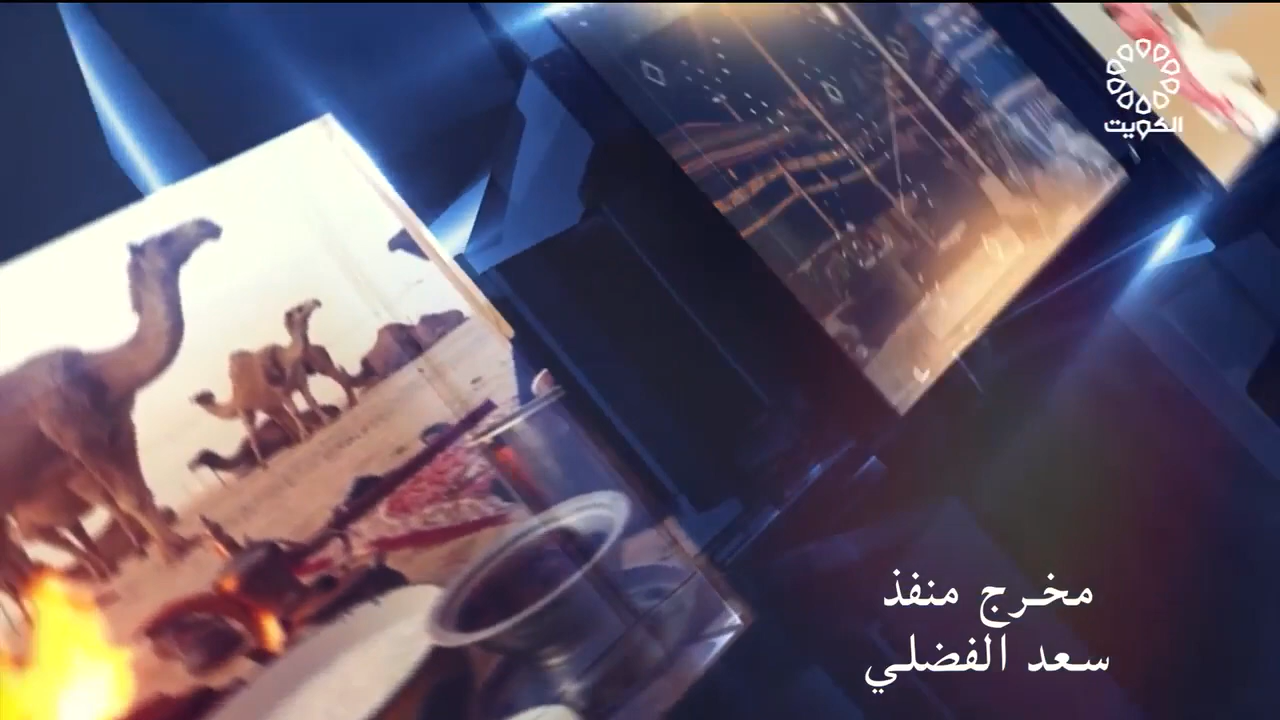 الكويت
مخرج منفذ
سعد الفضلي